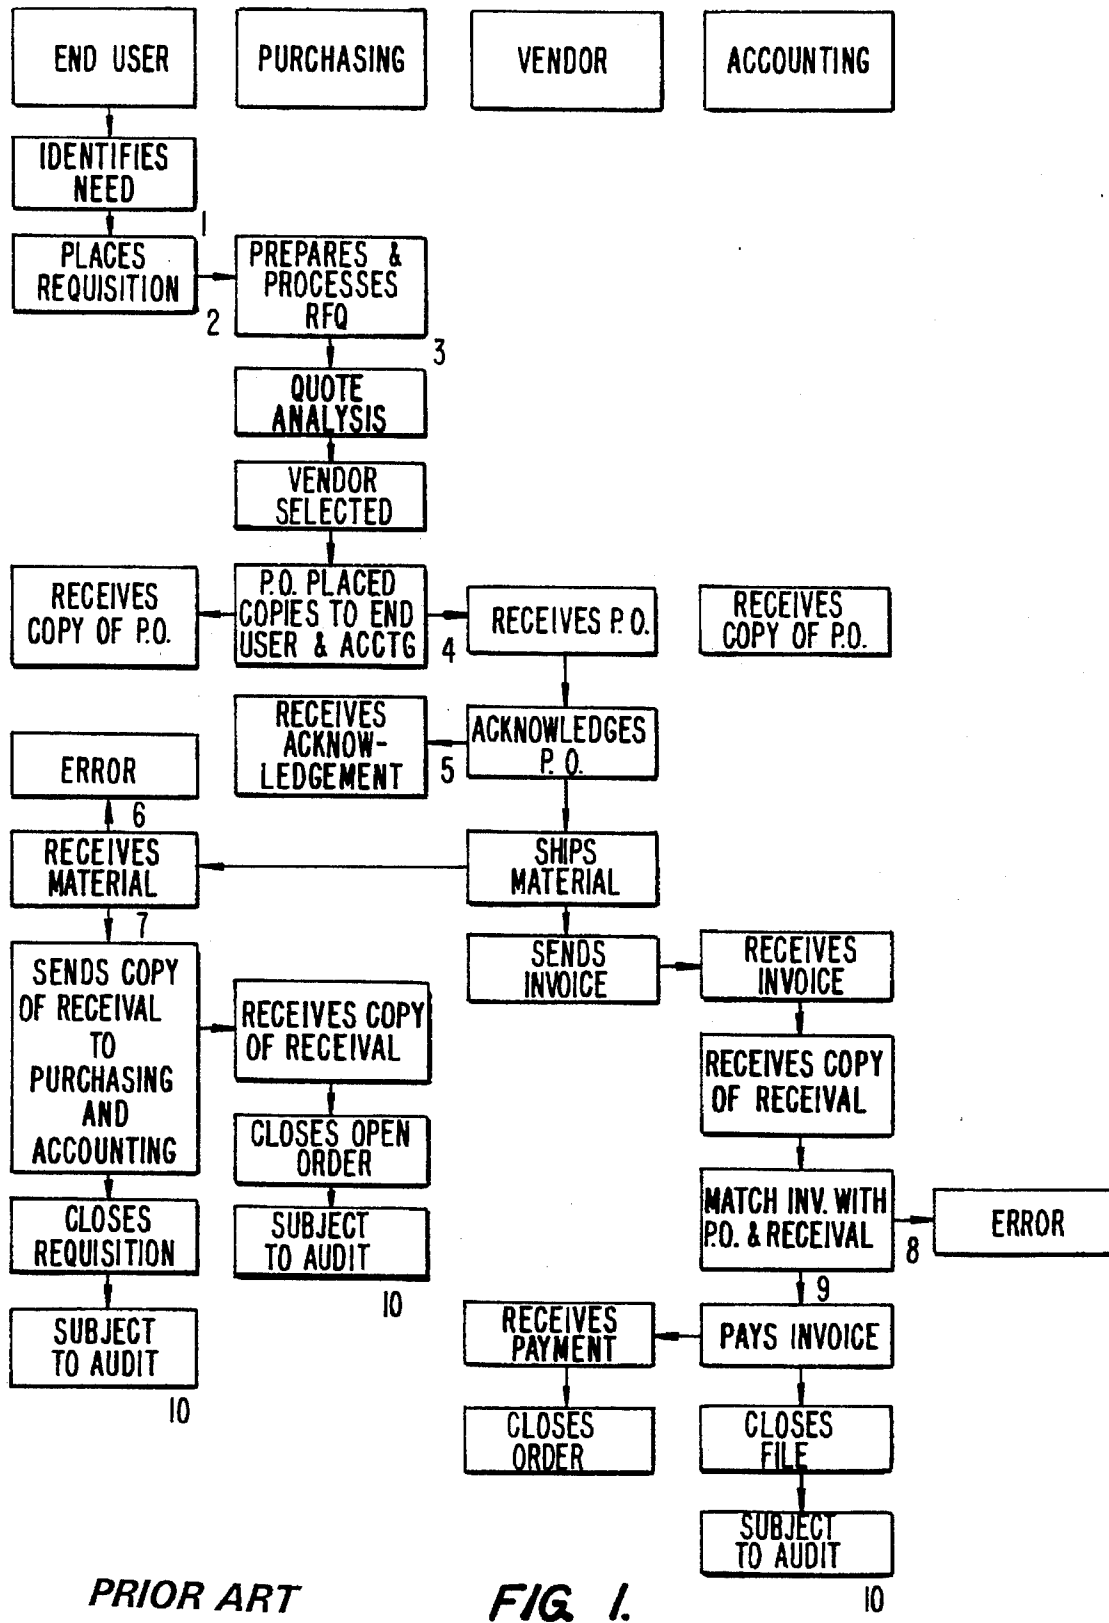 END USER
PURCHASING
VENDOR
ACCOUNTING
IDENTIFIES
NEED
1
PLACES
REQUISITION
2
PREPARES &
PROCESSES
RFQ
3
QUOTE
ANALYSIS
VENDOR
SELECTED
RECEIVES
COPY OF P.O.
P.O. PLACED
COPIES TO END
USER & ACCTG
4
RECEIVES P.O.
RECEIVES
COPY OF P.O.
RECEIVES
ACKNOW-
LEDGEMENT
5
ACKNOWLEDGES
P.O.
ERROR
6
RECEIVES
MATERIAL
7
SHIPS
MATERIAL
SENDS
INVOICE
RECEIVES
INVOICE
SENDS COPY
OF RECEIVAL
TO
PURCHASING
AND
ACCOUNTING
RECEIVES COPY
OF RECEIVAL
RECEIVES COPY
OF RECEIVAL
CLOSES OPEN
ORDER
MATCH INV. WITH
P.O. & RECEIVAL
8
ERROR
9
CLOSES
REQUISITION
SUBJECT
TO AUDIT
10
SUBJECT
TO AUDIT
10
RECEIVES
PAYMENT
PAYS INVOICE
CLOSES
ORDER
CLOSES
FILE
SUBJECT
TO AUDIT
10
PRIOR ART
FIG. 1.